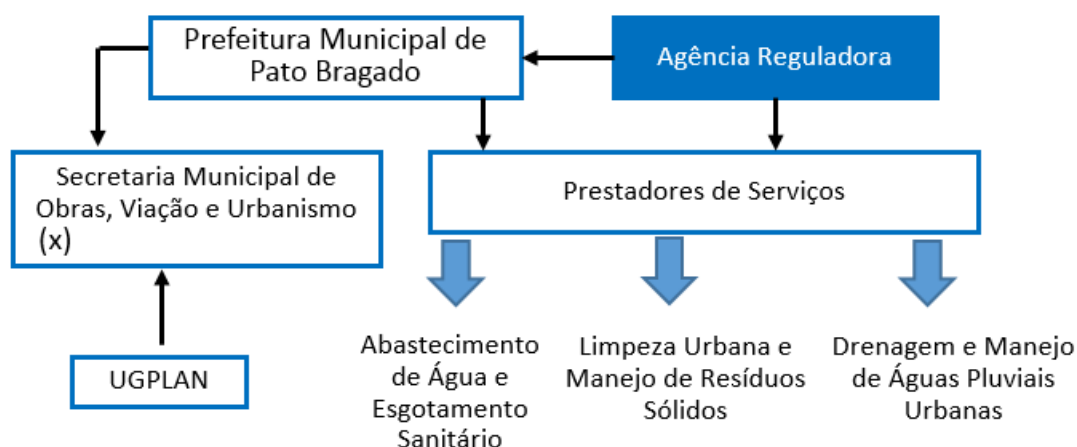 Prefeitura Municipal de
Pato Bragado
Agência Reguladora
Secretaria Municipal de
Obras, Viação e Urbanismo
(x)
Prestadores de Serviços
UGPLAN
Abastecimento
de Água e
Esgotamento
Sanitário
Limpeza Urbana e
Manejo de Resíduos
Sólidos
Drenagem e Manejo
de Águas Pluviais
Urbanas